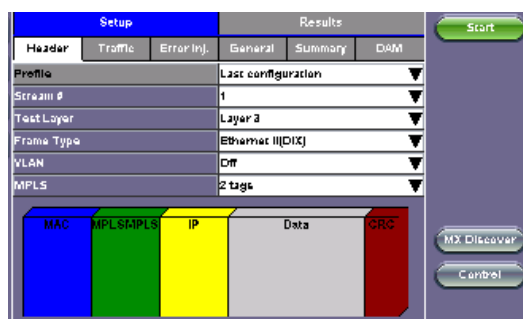 Setup Results
Start
Header Traffic Error Inj. General Summary DAM
Profile Last configuration
Stream # 1
Test Layer Layer 3
Frame Type Ethernet II(DIX)
VLAN Off
MPLS 2 tags
MAC MPLS MPLS IP Data CRC
MX Discover
Control